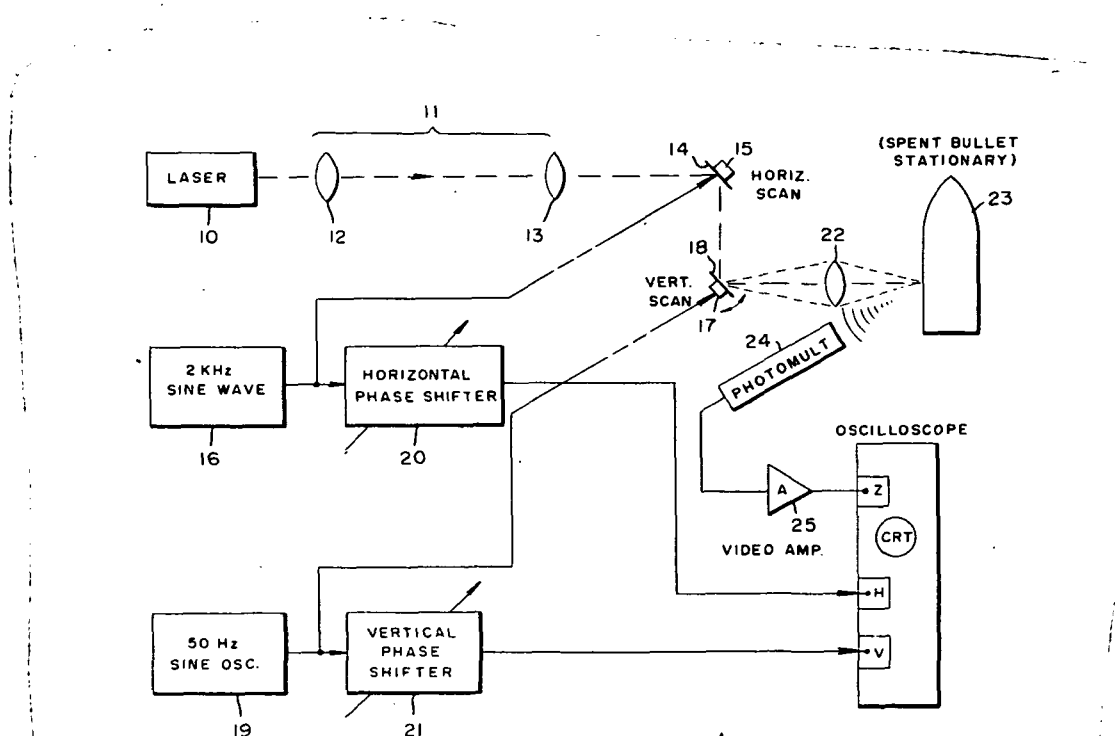 11
(SPENT BULLET
STATIONARY)
LASER
14
15
HORIZ.
SCAN
23
10
12
13
18
22
VERT.
SCAN
17
24
PHOTOMULT
2 KHz
SINE WAVE
HORIZONTAL
PHASE SHIFTER
16
20
OSCILLOSCOPE
A
Z
25
CRT
VIDEO AMP.
H
50 Hz
SINE OSC.
VERTICAL
PHASE
SHIFTER
V
19
21